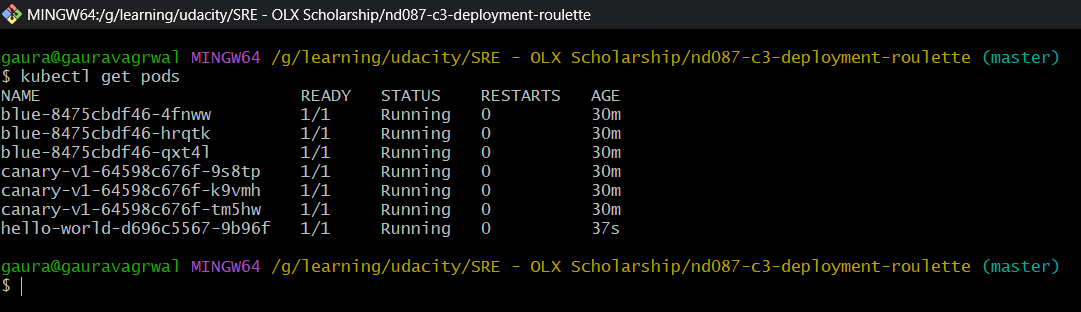 MINGW64:/g/learning/udacity/SRE - OLX Scholarship/nd087-c3-deployment-roulette
gaura@gauravagrwal MINGW64 /g/learning/udacity/SRE - OLX Scholarship/nd087-c3-deployment-roulette (master)
$ kubectl get pods
NAME READY STATUS RESTARTS AGE
blue-8475cbdf46-4fnww 1/1 Running 0 30m
blue-8475cbdf46-hrqtk 1/1 Running 0 30m
blue-8475cbdf46-qxt4l 1/1 Running 0 30m
canary-v1-64598c676f-9s8tp 1/1 Running 0 30m
canary-v1-64598c676f-k9vmh 1/1 Running 0 30m
canary-v1-64598c676f-tm5hw 1/1 Running 0 30m
hello-world-d696c5567-9b96f 1/1 Running 0 37s
gaura@gauravagrwal MINGW64 /g/learning/udacity/SRE - OLX Scholarship/nd087-c3-deployment-roulette (master)
$